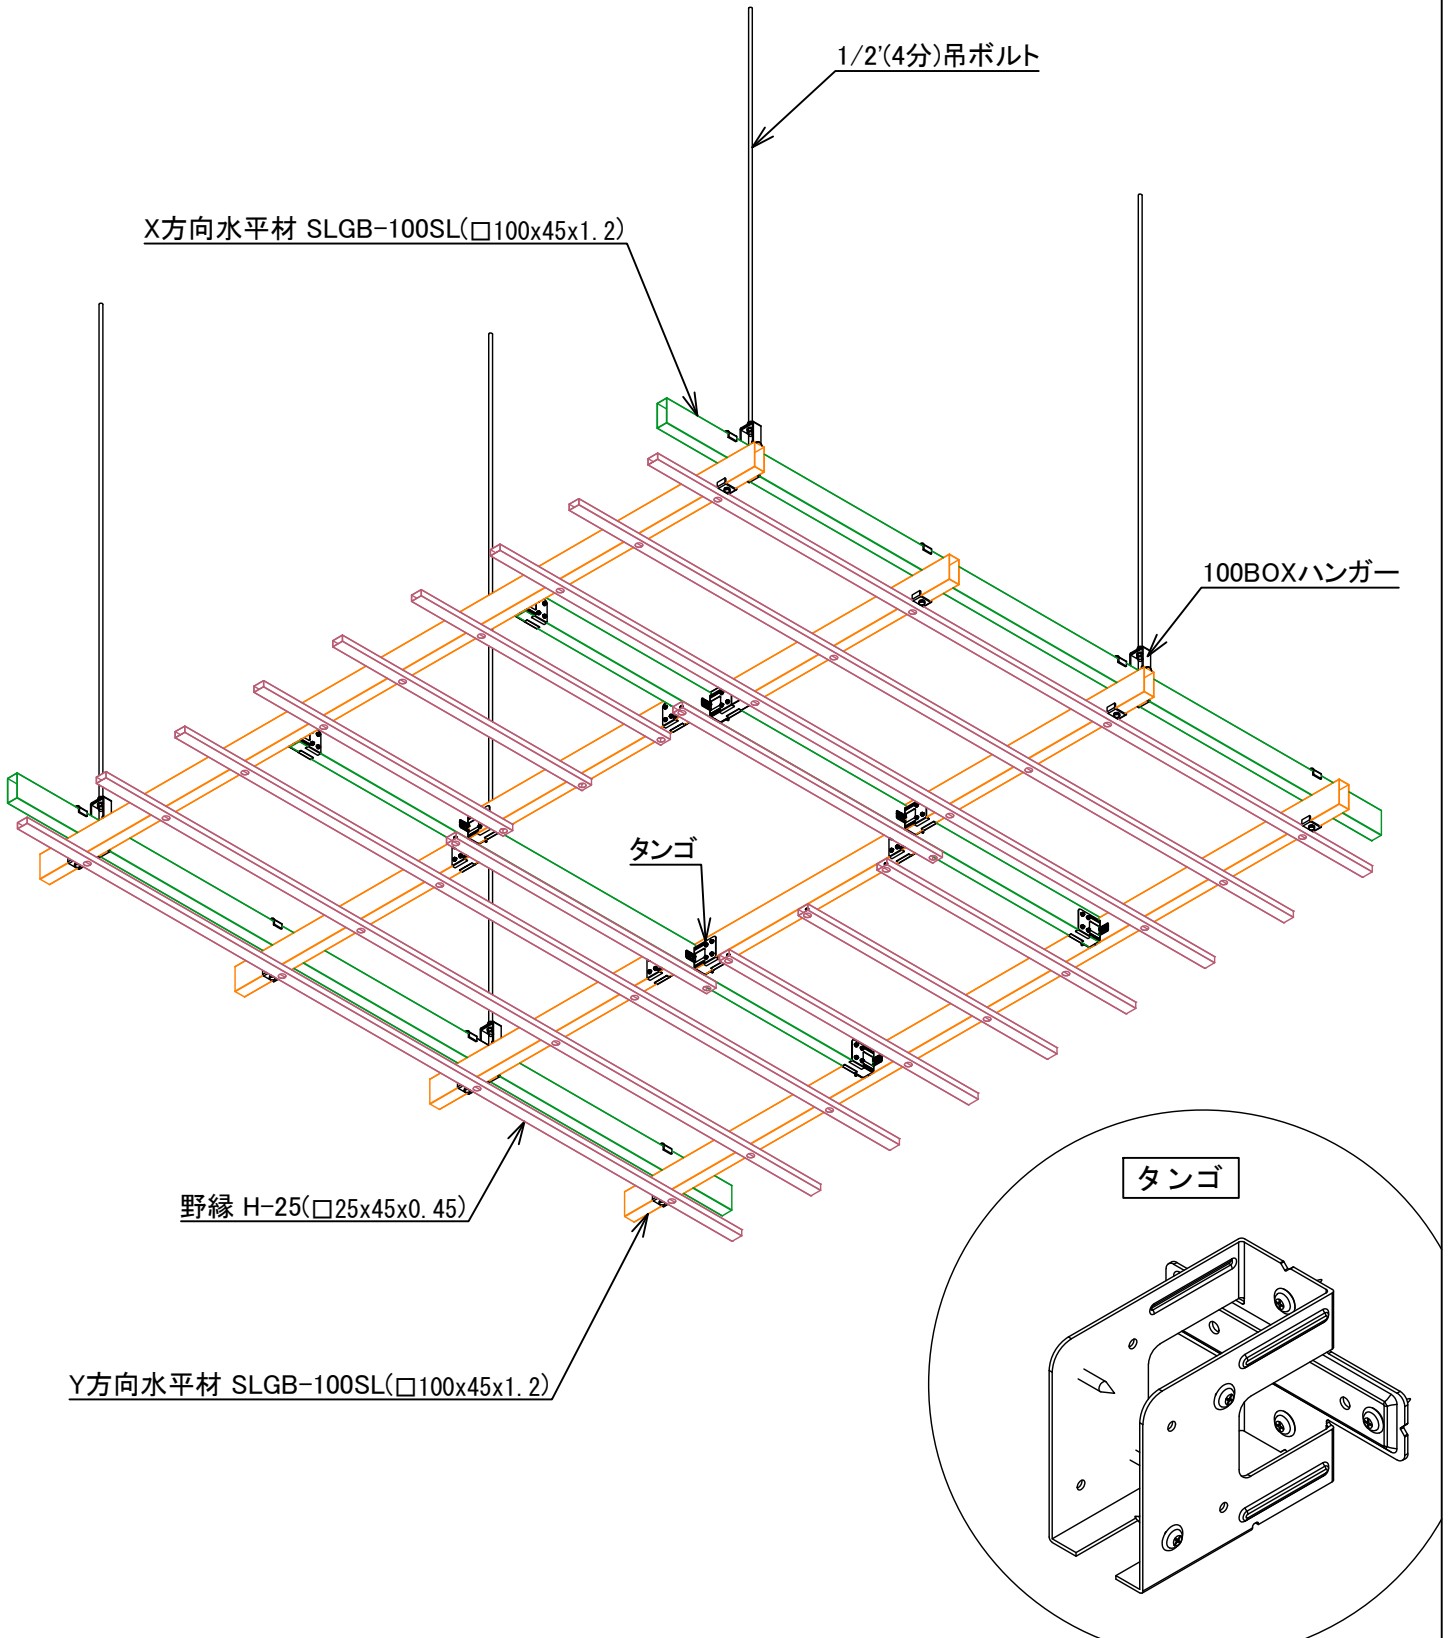 1/2'(4分)吊ボルト
X方向水平材 SLGB-100SL(□100x45x1.2)
100BOXハンガー
タンゴ
野縁 H-25(□25x45x0.45)
タンゴ
Y方向水平材 SLGB-100SL(□100x45x1.2)